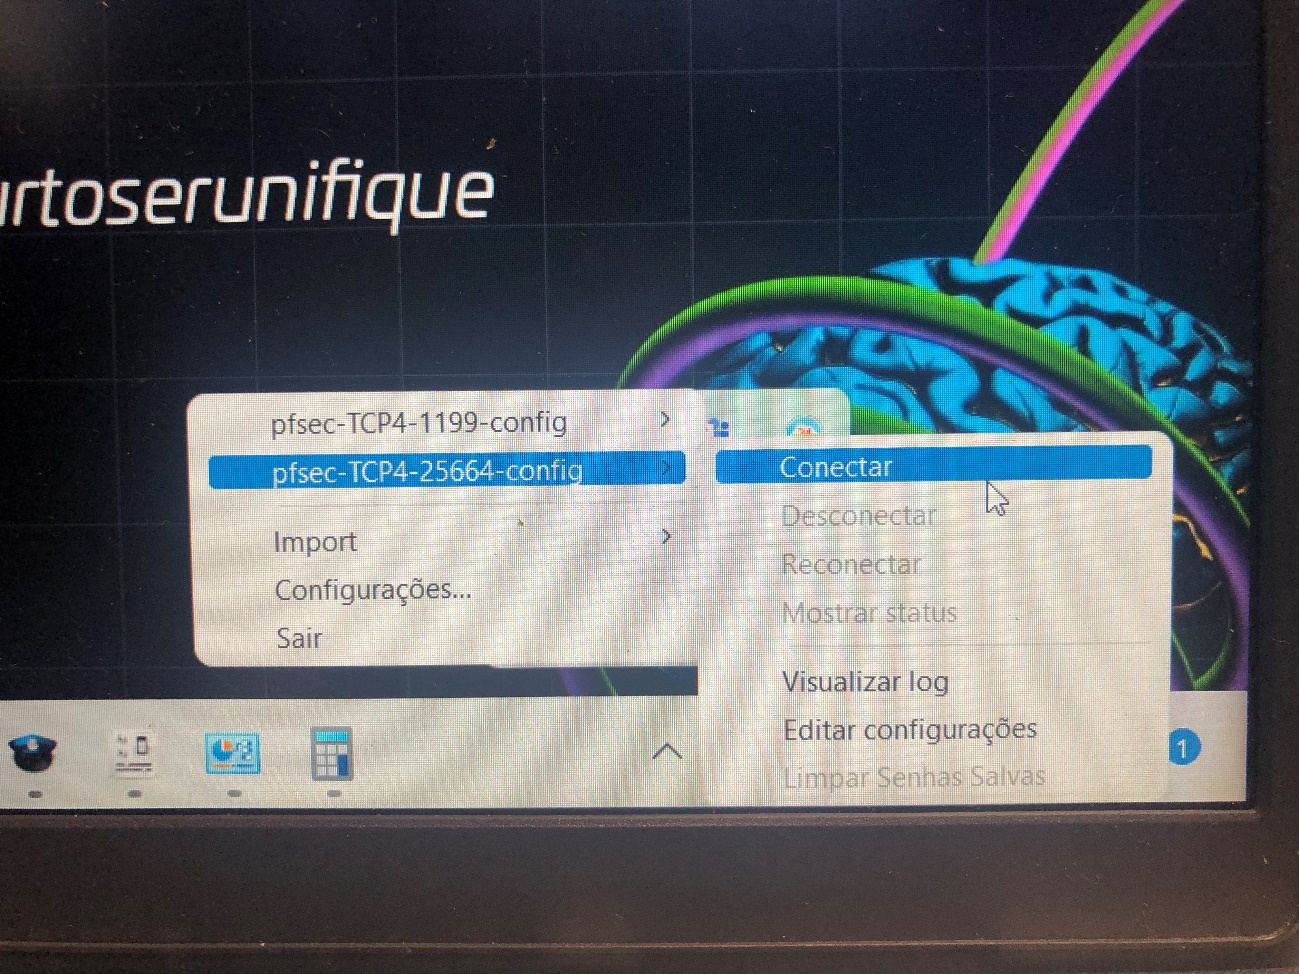 urtoserunifique
pfsec-TCP4-1199-config
pfsec-TCP4-25664-config
Import
Configurações...
Sair
Conectar
Desconectar
Reconectar
Mostrar status
Visualizar log
Editar configurações
Limpar Senhas Salvas
1